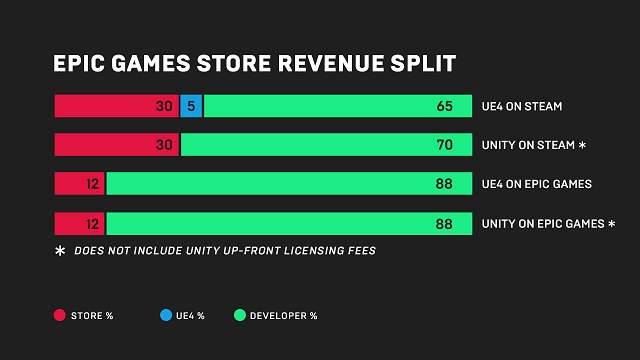 EPIC GAMES STORE REVENUE SPLIT
30 5 65 UE4 ON STEAM
30 70 UNITY ON STEAM *
12 88 UE4 ON EPIC GAMES
12 88 UNITY ON EPIC GAMES *
* DOES NOT INCLUDE UNITY UP-FRONT LICENSING FEES
STORE % UE4 % DEVELOPER %